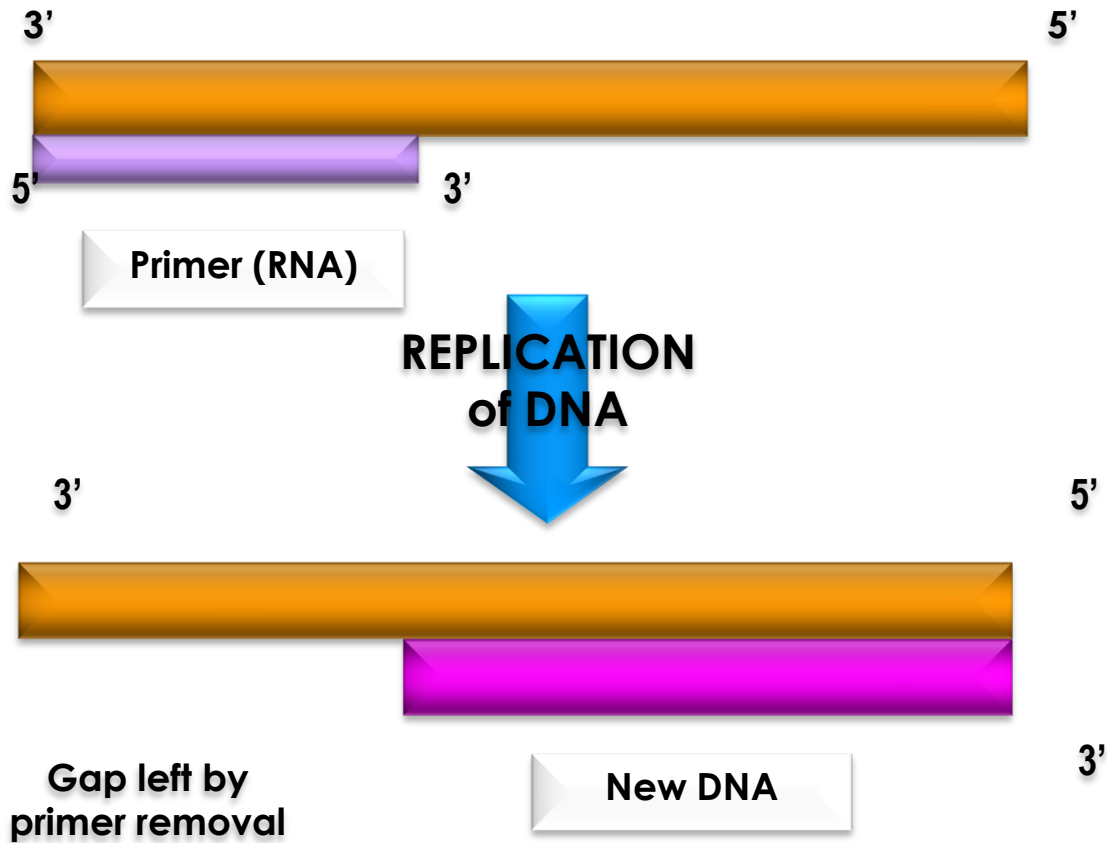 3’
5’
5’
3’
Primer (RNA)
REPLICATION
of DNA
3’
5’
3’
Gap left by
primer removal
New DNA